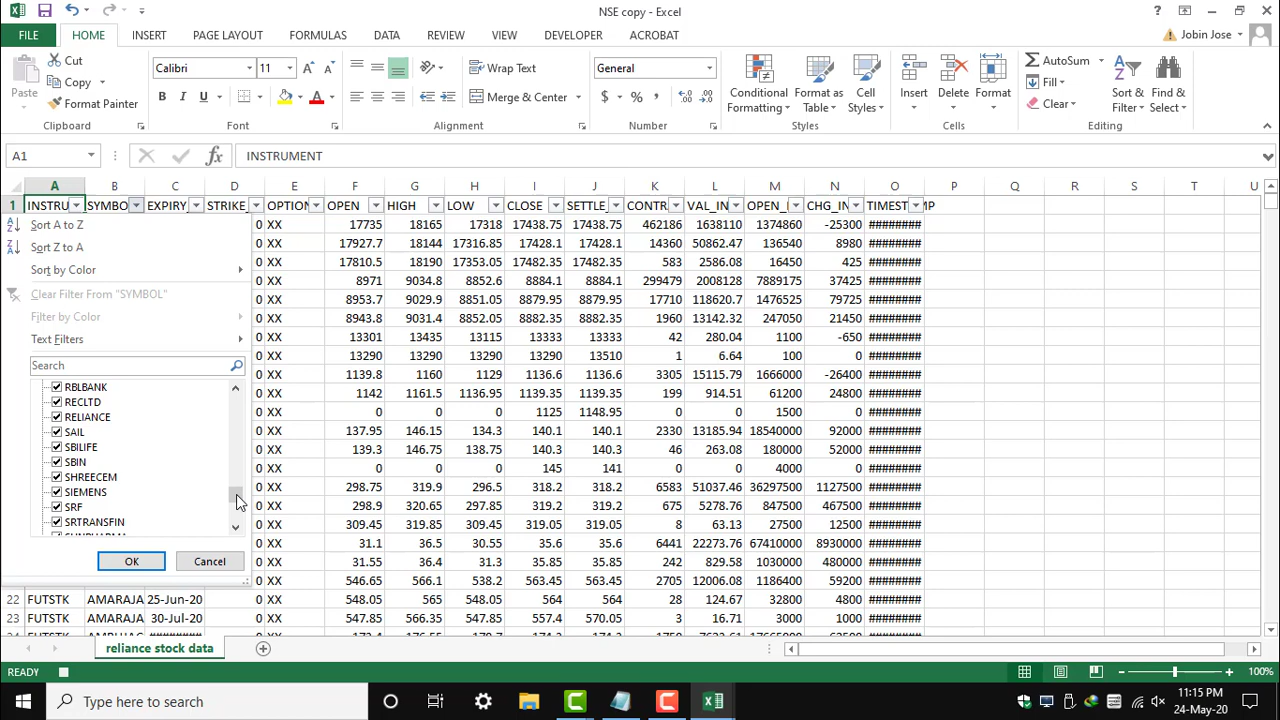 NSE copy - Excel
FILE HOME INSERT PAGE LAYOUT FORMULAS DATA REVIEW VIEW DEVELOPER ACROBAT Jobin Jose
Paste
Cut
Copy
Format Painter
Clipboard
Calibri 11
B I U
Font
Wrap Text
Merge & Center
Alignment
General
$ % ,
Number
Conditional Formatting
Format as Table
Cell Styles
Styles
Insert
Delete
Format
Cells
AutoSum
Fill
Clear
Sort & Filter
Find & Select
Editing
A1 fx INSTRUMENT
A B C D E F G H I J K L M N O P Q R S T U
1 INSTRU SYMBO EXPIRY_ STRIKE_ OPTION OPEN HIGH LOW CLOSE SETTLE_ CONTR VAL_IN OPEN_I CHG_IN TIMEST MP
0 XX 17735 18165 17318 17438.75 17438.75 462186 1638110 1374860 -25300 ########
0 XX 17927.7 18144 17316.85 17428.1 17428.1 14360 50862.47 136540 8980 ########
0 XX 17810.5 18190 17353.05 17482.35 17482.35 583 2586.08 16450 425 ########
0 XX 8971 9034.8 8852.6 8884.1 8884.1 299479 2008128 7889175 37425 ########
0 XX 8953.7 9029.9 8851.05 8879.95 8879.95 17710 118620.7 1476525 79725 ########
0 XX 8943.8 9031.4 8852.05 8882.35 8882.35 1960 13142.32 247050 21450 ########
0 XX 13301 13435 13115 13333 13333 42 280.04 1100 -650 ########
0 XX 13290 13290 13290 13290 13510 1 6.64 100 0 ########
0 XX 1139.8 1160 1129 1136.6 1136.6 3305 15115.79 1666000 -26400 ########
0 XX 1142 1161.5 1136.95 1139.35 1139.35 199 914.51 61200 24800 ########
0 XX 0 0 0 1125 1148.95 0 0 1500 0 ########
0 XX 137.95 146.15 134.3 140.1 140.1 2330 13185.94 18540000 92000 ########
0 XX 139.3 146.75 138.75 140.3 140.3 46 263.08 180000 52000 ########
0 XX 0 0 0 145 141 0 0 4000 0 ########
0 XX 298.75 319.9 296.5 318.2 318.2 6583 51037.46 36297500 1127500 ########
0 XX 298.9 320.65 297.85 319.2 319.2 675 5278.76 847500 467500 ########
0 XX 309.45 319.85 309.45 319.05 319.05 8 63.13 27500 12500 ########
0 XX 31.1 36.5 30.55 35.6 35.6 6441 22273.76 67410000 8930000 ########
0 XX 31.55 36.4 31.3 35.85 35.85 242 829.58 1030000 480000 ########
0 XX 546.65 566.1 538.2 563.45 563.45 2705 12006.08 1186400 59200 ########
22 FUTSTK AMARAJA 25-Jun-20 0 XX 548.05 565 548.05 564 564 28 124.67 32800 4800 ########
23 FUTSTK AMARAJA 30-Jul-20 0 XX 547.85 566.35 547.85 557.4 570.05 3 16.71 3000 1000 ########
Sort A to Z
Sort Z to A
Sort by Color
Clear Filter From "SYMBOL"
Filter by Color
Text Filters
Search
RBLBANK
RECLTD
RELIANCE
SAIL
SBILIFE
SBIN
SHREECEM
SIEMENS
SRF
SRTRANSFIN
OK Cancel
reliance stock data
READY 100%
Type here to search
11:15 PM
24-May-20